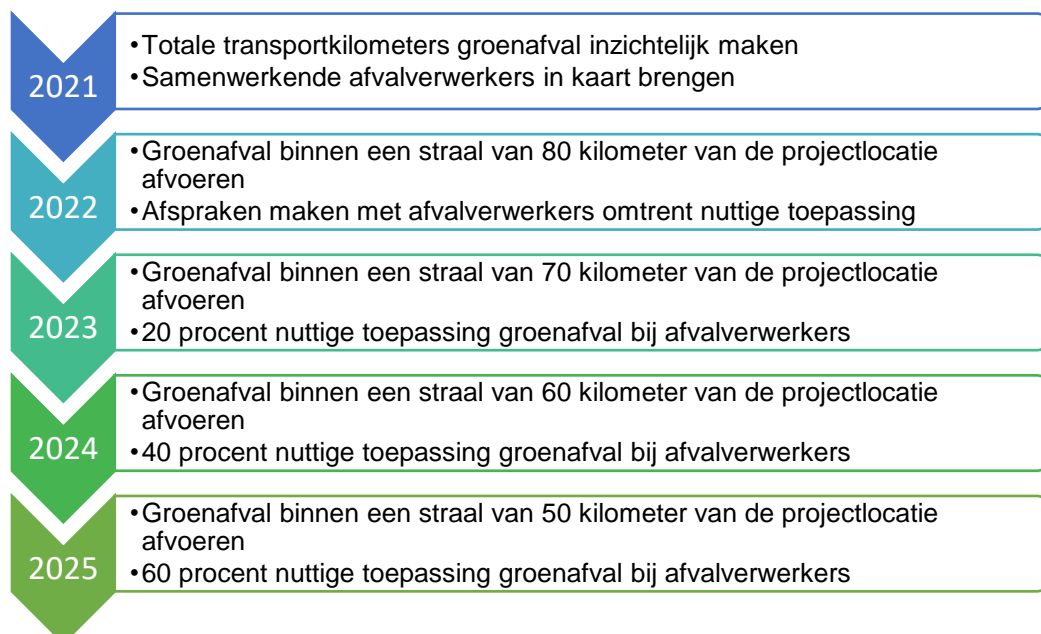 2021
•Totale transportkilometers groenafval inzichtelijk maken
•Samenwerkende afvalverwerkers in kaart brengen
2022
•Groenafval binnen een straal van 80 kilometer van de projectlocatie
afvoeren
•Afspraken maken met afvalverwerkers omtrent nuttige toepassing
2023
•Groenafval binnen een straal van 70 kilometer van de projectlocatie
afvoeren
•20 procent nuttige toepassing groenafval bij afvalverwerkers
2024
•Groenafval binnen een straal van 60 kilometer van de projectlocatie
afvoeren
•40 procent nuttige toepassing groenafval bij afvalverwerkers
2025
•Groenafval binnen een straal van 50 kilometer van de projectlocatie
afvoeren
•60 procent nuttige toepassing groenafval bij afvalverwerkers